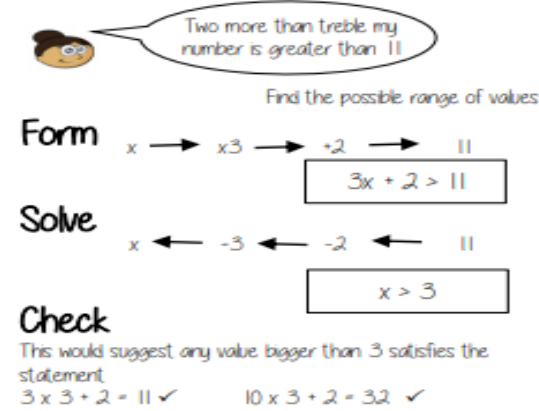 Two more than treble my
number is greater than 11
Find the possible range of values
Form
x → x3 → +2 → 11
3x + 2 > 11
Solve
x ← -3 ← -2 ← 11
x > 3
Check
This would suggest any value bigger than 3 satisfies the
statement
3 x 3 + 2 = 11 ✓ 10 x 3 + 2 = 32 ✓